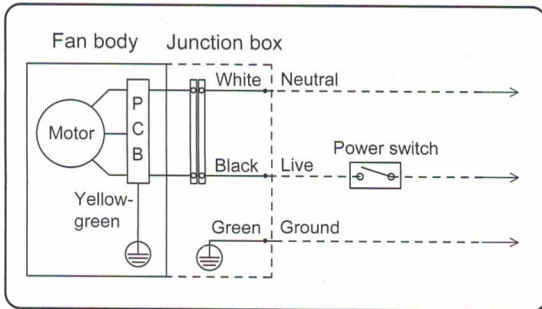 Fan body
Junction box
White
Neutral
P
C
B
Motor
Power switch
Black
Live
Yellow-
green
Green
Ground